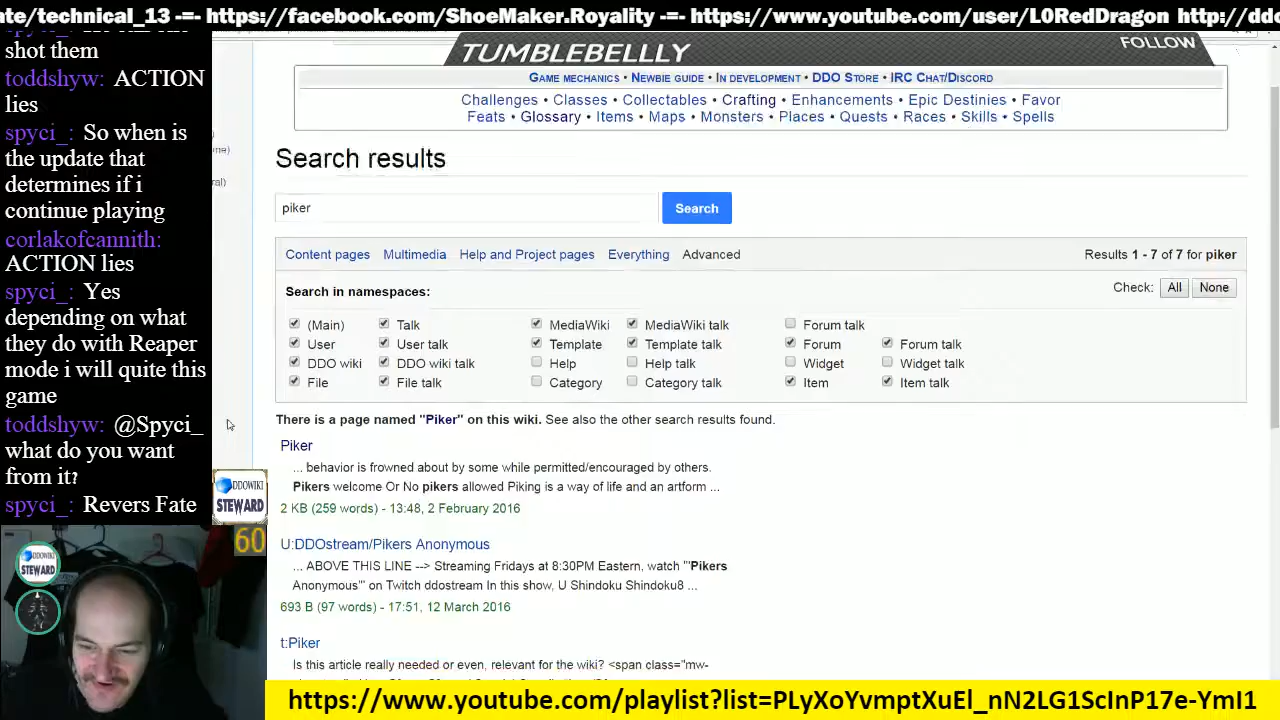 ate/technical_13 -=- https://facebook.com/ShoeMaker.Royality -=- https://www.youtube.com/user/L0RedDragon http://ddo
shot them
toddshyw: ACTION
lies
spyci_: So when is
the update that
determines if i
continue playing
corlakofcannith:
ACTION lies
spyci_: Yes
depending on what
they do with Reaper
mode i will quite this
game
toddshyw: @Spyci_
what do you want
from it?
spyci_: Revers Fate
DDOWIKI
STEWARD
60
DDOWIKI
STEWARD
TUMBLEBELLLY
FOLLOW
Game mechanics • Newbie guide • In development • DDO Store • IRC Chat/Discord
Challenges • Classes • Collectables • Crafting • Enhancements • Epic Destinies • Favor
Feats • Glossary • Items • Maps • Monsters • Places • Quests • Races • Skills • Spells
Search results
piker
Search
Content pages Multimedia Help and Project pages Everything Advanced Results 1 - 7 of 7 for piker
Search in namespaces: Check: All None
(Main) Talk MediaWiki MediaWiki talk Forum talk
User User talk Template Template talk Forum Forum talk
DDO wiki DDO wiki talk Help Help talk Widget Widget talk
File File talk Category Category talk Item Item talk
There is a page named "Piker" on this wiki. See also the other search results found.
Piker
... behavior is frowned about by some while permitted/encouraged by others.
Pikers welcome Or No pikers allowed Piking is a way of life and an artform ...
2 KB (259 words) - 13:48, 2 February 2016
U:DDOstream/Pikers Anonymous
... ABOVE THIS LINE --> Streaming Fridays at 8:30PM Eastern, watch '''Pikers
Anonymous''' on Twitch ddostream In this show, U Shindoku Shindoku8 ...
693 B (97 words) - 17:51, 12 March 2016
t:Piker
Is this article really needed or even, relevant for the wiki? <span class="mw-
https://www.youtube.com/playlist?list=PLyXoYvmptXuEl_nN2LG1ScInP17e-YmI1